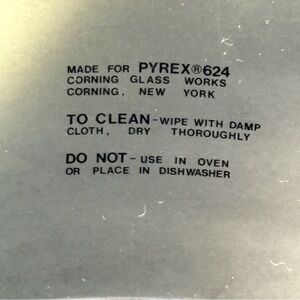 MADE FOR PYREX®624
CORNING GLASS WORKS
CORNING, NEW YORK
TO CLEAN-WIPE WITH DAMP
CLOTH, DRY THOROUGHLY
DO NOT-USE IN OVEN
OR PLACE IN DISHWASHER